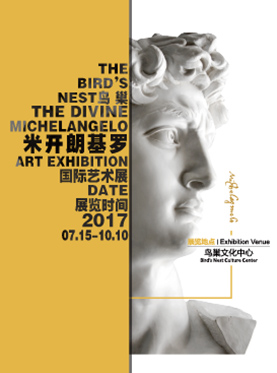 THE
BIRD'S
NEST鸟 巢
THE DIVINE
MICHELANGELO
米开朗基罗
ART EXHIBITION
国际艺术展
DATE
展览时间
2017
07.15-10.10
展览地点 | Exhibition Venue
鸟巢文化中心
Bird's Nest Culture Center